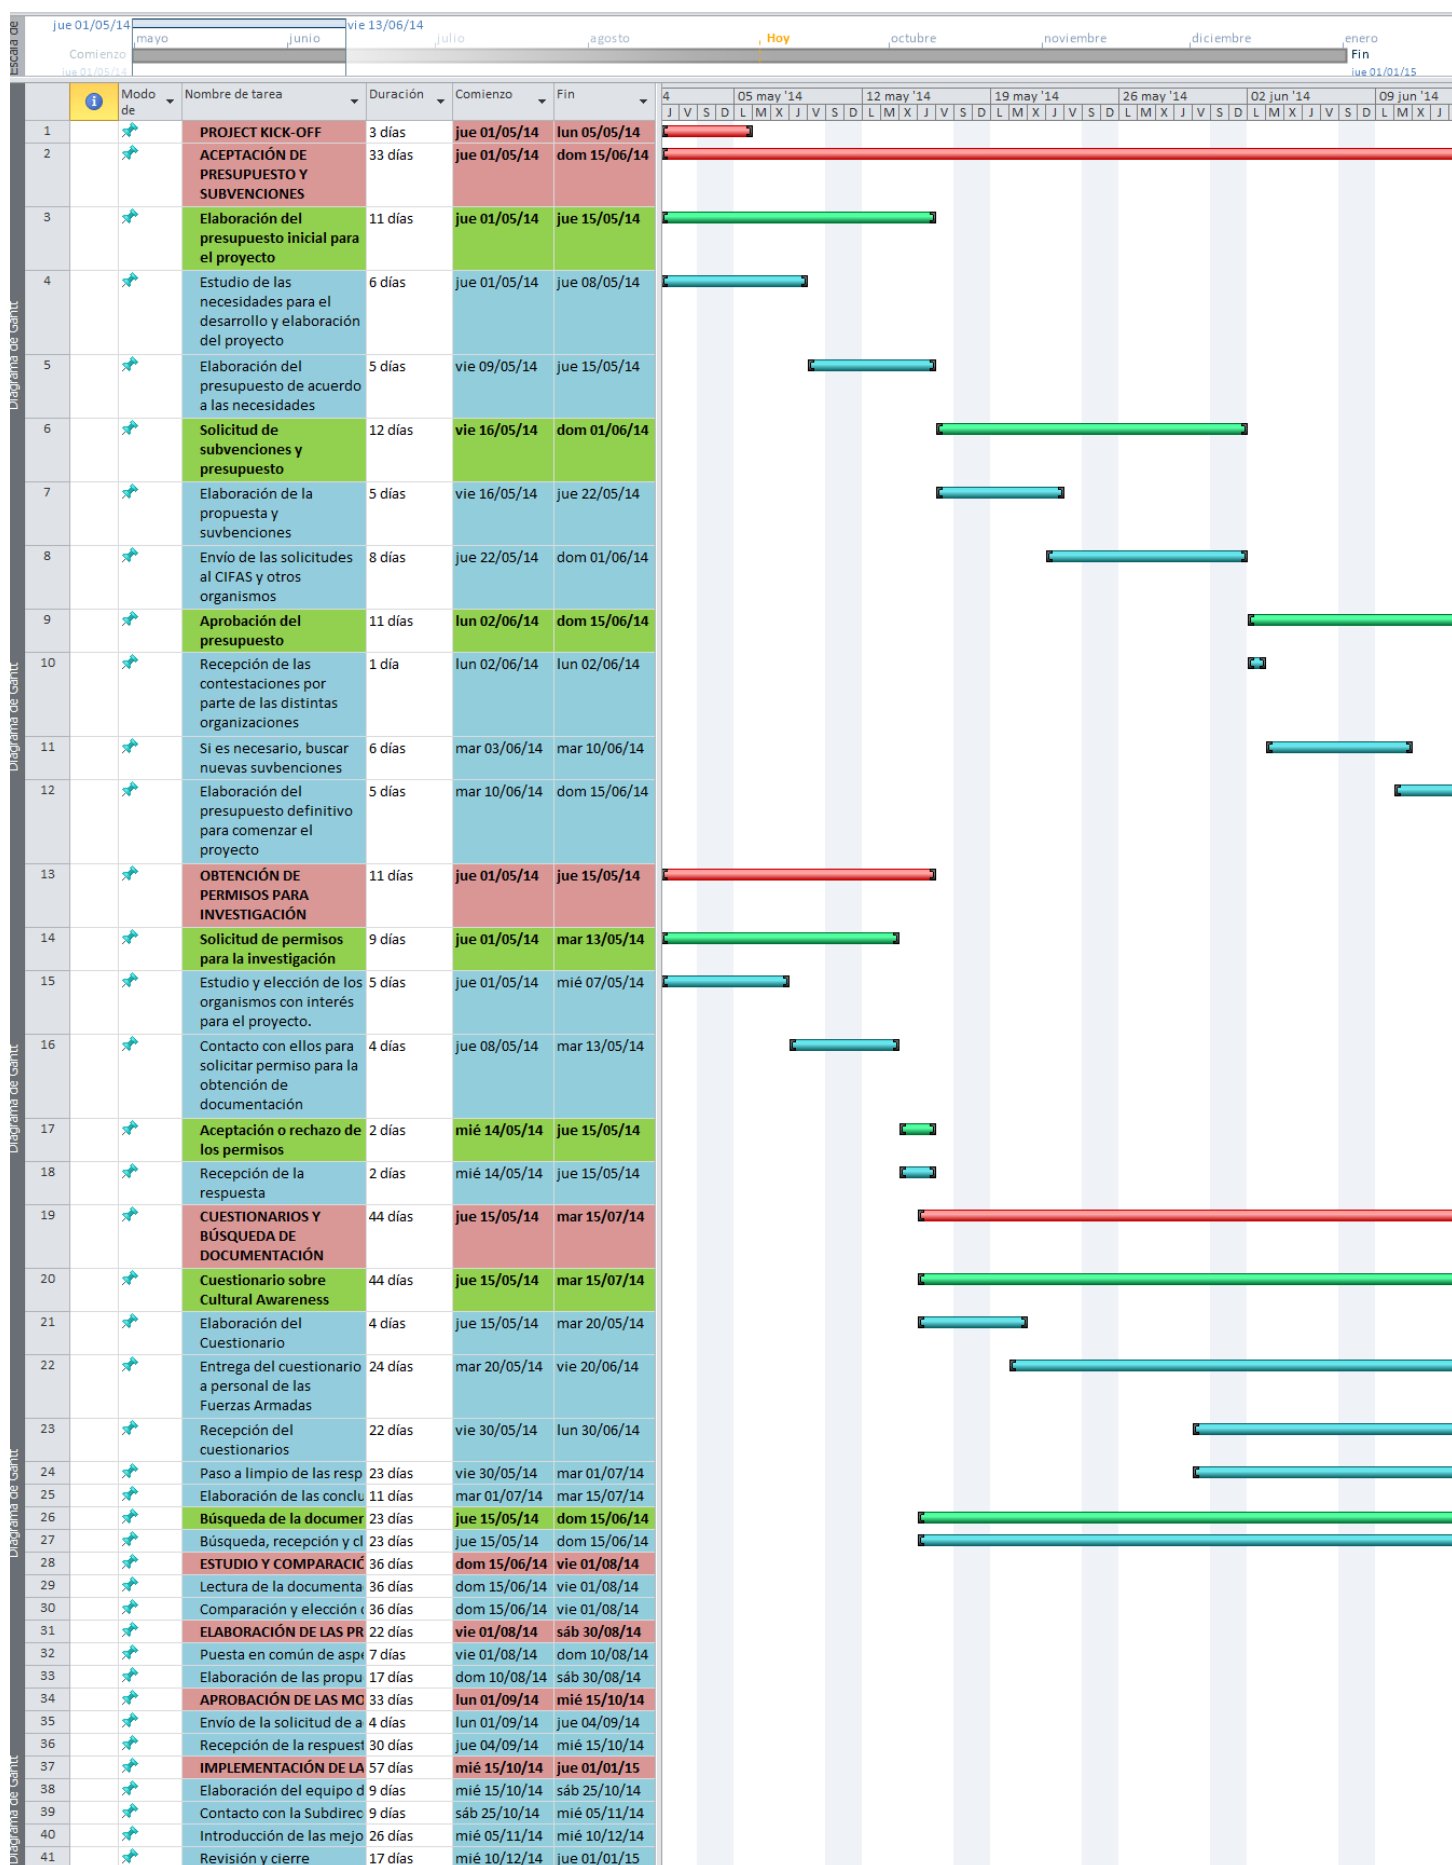 jue 01/05/14 vie 13/06/14
mayo junio julio agosto Hoy octubre noviembre diciembre enero
Comienzo Fin
jue 01/05/14 jue 01/01/15
Modo de Nombre de tarea Duración Comienzo Fin 4 05 may '14 12 may '14 19 may '14 26 may '14 02 jun '14 09 jun '14
J V S D L M X J V S D L M X J V S D L M X J V S D L M X J V S D L M X J V S D L M X J
1 PROJECT KICK-OFF 3 días jue 01/05/14 lun 05/05/14
2 ACEPTACIÓN DE 33 días jue 01/05/14 dom 15/06/14
PRESUPUESTO Y
SUBVENCIONES
3 Elaboración del 11 días jue 01/05/14 jue 15/05/14
presupuesto inicial para
el proyecto
4 Estudio de las 6 días jue 01/05/14 jue 08/05/14
necesidades para el
desarrollo y elaboración
del proyecto
5 Elaboración del 5 días vie 09/05/14 jue 15/05/14
presupuesto de acuerdo
a las necesidades
6 Solicitud de 12 días vie 16/05/14 dom 01/06/14
subvenciones y
presupuesto
7 Elaboración de la 5 días vie 16/05/14 jue 22/05/14
propuesta y
suvbenciones
8 Envío de las solicitudes 8 días jue 22/05/14 dom 01/06/14
al CIFAS y otros
organismos
9 Aprobación del 11 días lun 02/06/14 dom 15/06/14
presupuesto
10 Recepción de las 1 día lun 02/06/14 lun 02/06/14
contestaciones por
parte de las distintas
organizaciones
11 Si es necesario, buscar 6 días mar 03/06/14 mar 10/06/14
nuevas suvbenciones
12 Elaboración del 5 días mar 10/06/14 dom 15/06/14
presupuesto definitivo
para comenzar el
proyecto
13 OBTENCIÓN DE 11 días jue 01/05/14 jue 15/05/14
PERMISOS PARA
INVESTIGACIÓN
14 Solicitud de permisos 9 días jue 01/05/14 mar 13/05/14
para la investigación
15 Estudio y elección de los 5 días jue 01/05/14 mié 07/05/14
organismos con interés
para el proyecto.
16 Contacto con ellos para 4 días jue 08/05/14 mar 13/05/14
solicitar permiso para la
obtención de
documentación
17 Aceptación o rechazo de 2 días mié 14/05/14 jue 15/05/14
los permisos
18 Recepción de la 2 días mié 14/05/14 jue 15/05/14
respuesta
19 CUESTIONARIOS Y 44 días jue 15/05/14 mar 15/07/14
BÚSQUEDA DE
DOCUMENTACIÓN
20 Cuestionario sobre 44 días jue 15/05/14 mar 15/07/14
Cultural Awareness
21 Elaboración del 4 días jue 15/05/14 mar 20/05/14
Cuestionario
22 Entrega del cuestionario 24 días mar 20/05/14 vie 20/06/14
a personal de las
Fuerzas Armadas
23 Recepción del 22 días vie 30/05/14 lun 30/06/14
cuestionarios
24 Paso a limpio de las resp 23 días vie 30/05/14 mar 01/07/14
25 Elaboración de las conclu 11 días mar 01/07/14 mar 15/07/14
26 Búsqueda de la documer 23 días jue 15/05/14 dom 15/06/14
27 Búsqueda, recepción y cl 23 días jue 15/05/14 dom 15/06/14
28 ESTUDIO Y COMPARACIÓ 36 días dom 15/06/14 vie 01/08/14
29 Lectura de la documenta 36 días dom 15/06/14 vie 01/08/14
30 Comparación y elección 36 días dom 15/06/14 vie 01/08/14
31 ELABORACIÓN DE LAS PR 22 días vie 01/08/14 sáb 30/08/14
32 Puesta en común de aspe 7 días vie 01/08/14 dom 10/08/14
33 Elaboración de las propu 17 días dom 10/08/14 sáb 30/08/14
34 APROBACIÓN DE LAS MO 33 días lun 01/09/14 mié 15/10/14
35 Envío de la solicitud de a 4 días lun 01/09/14 jue 04/09/14
36 Recepción de la respuest 30 días jue 04/09/14 mié 15/10/14
37 IMPLEMENTACIÓN DE LA 57 días mié 15/10/14 jue 01/01/15
38 Elaboración del equipo d 9 días mié 15/10/14 sáb 25/10/14
39 Contacto con la Subdirec 9 días sáb 25/10/14 mié 05/11/14
40 Introducción de las mejo 26 días mié 05/11/14 mié 10/12/14
41 Revisión y cierre 17 días mié 10/12/14 jue 01/01/15
Escala de
Diagrama de Gantt
Diagrama de Gantt
Diagrama de Gantt
Diagrama de Gantt
Diagrama de Gantt